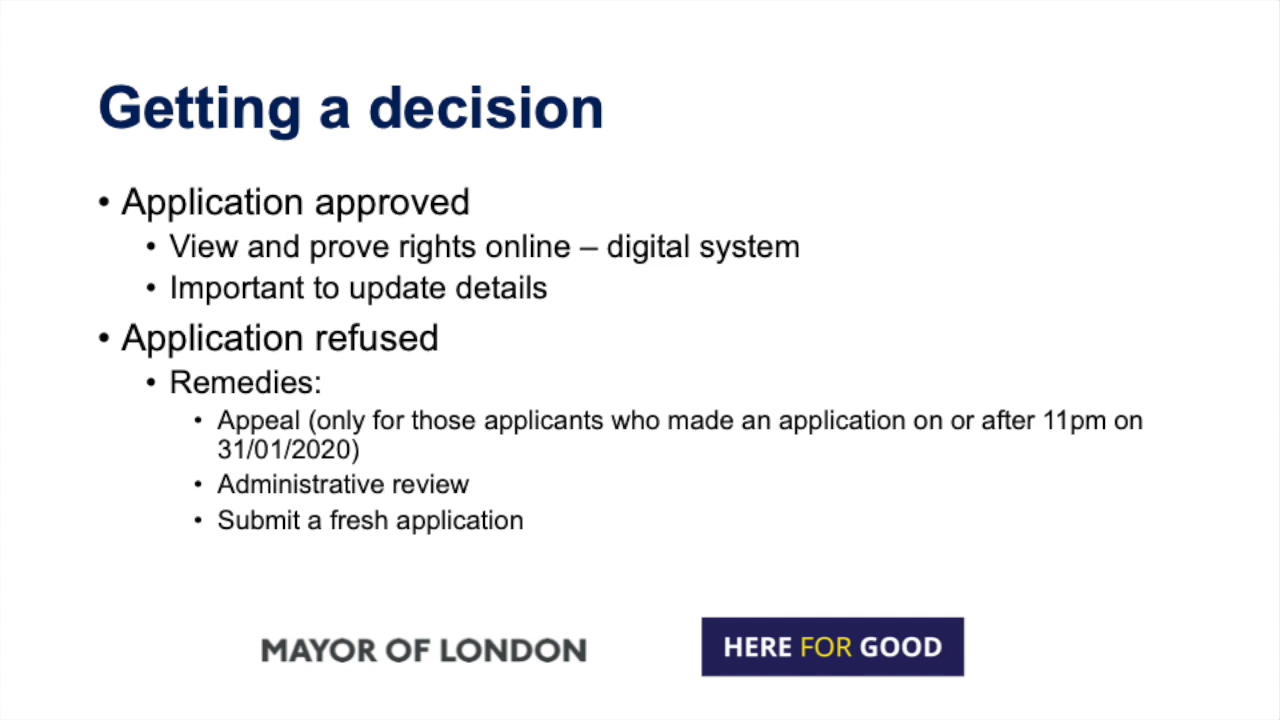 Getting a decision
• Application approved
• View and prove rights online – digital system
• Important to update details
• Application refused
• Remedies:
• Appeal (only for those applicants who made an application on or after 11pm on
31/01/2020)
• Administrative review
• Submit a fresh application
MAYOR OF LONDON
HERE FOR GOOD